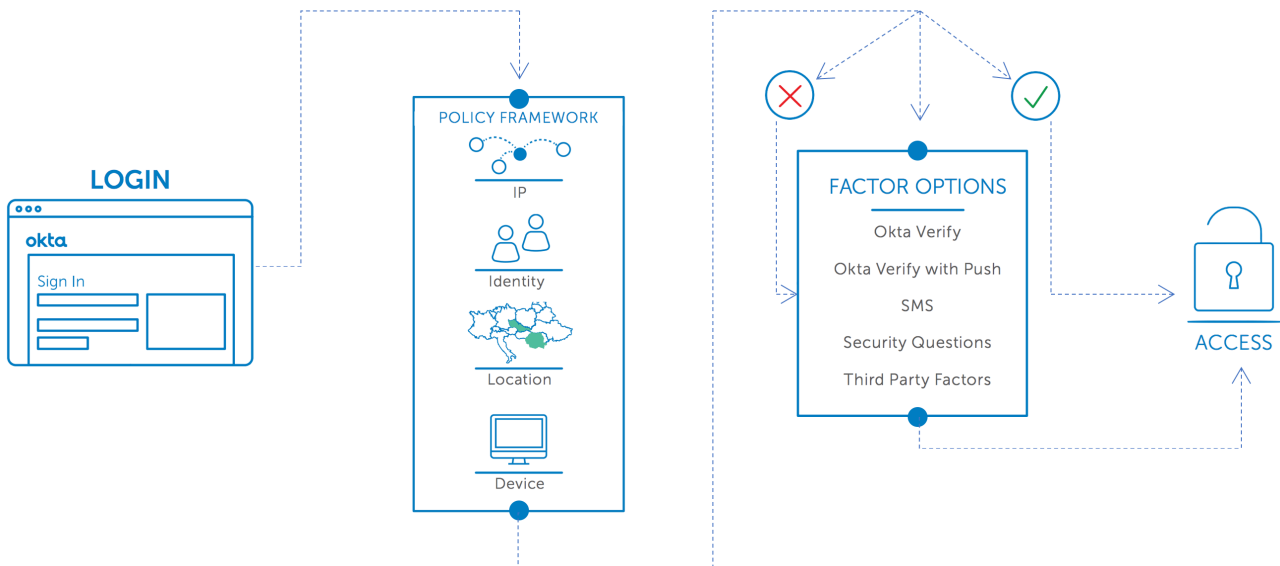 LOGIN
okta
Sign In
POLICY FRAMEWORK
IP
Identity
Location
Device
FACTOR OPTIONS
Okta Verify
Okta Verify with Push
SMS
Security Questions
Third Party Factors
ACCESS